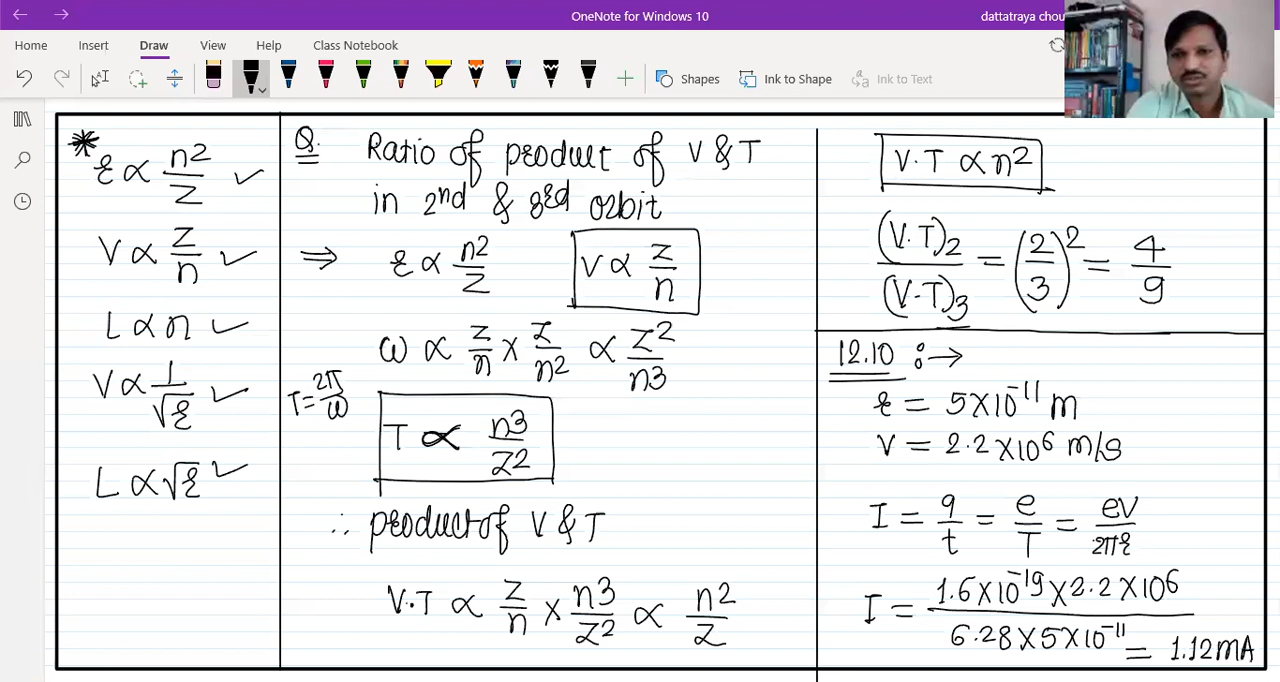 OneNote for Windows 10
dattatraya chou
Home Insert Draw View Help Class Notebook
Shapes Ink to Shape Ink to Text
* r ∝ n²/Z ✓
V ∝ Z/n ✓
L ∝ n ✓
V ∝ 1/√r ✓
L ∝ √r ✓
Q. Ratio of product of V & T
in 2nd & 3rd orbit
⇒ r ∝ n²/Z V ∝ Z/n
ω ∝ Z/n × Z/n² ∝ Z²/n³
T = 2π/ω
T ∝ n³/Z²
∴ product of V & T
V·T ∝ Z/n × n³/Z² ∝ n²/Z
V·T ∝ n²
(V·T)₂/(V·T)₃ = (2/3)² = 4/9
12.10 :→
r = 5×10⁻¹¹ m
V = 2.2×10⁶ m/s
I = q/t = e/T = eV/2πr
I = 1.6×10⁻¹⁹×2.2×10⁶/6.28×5×10⁻¹¹ = 1.12mA